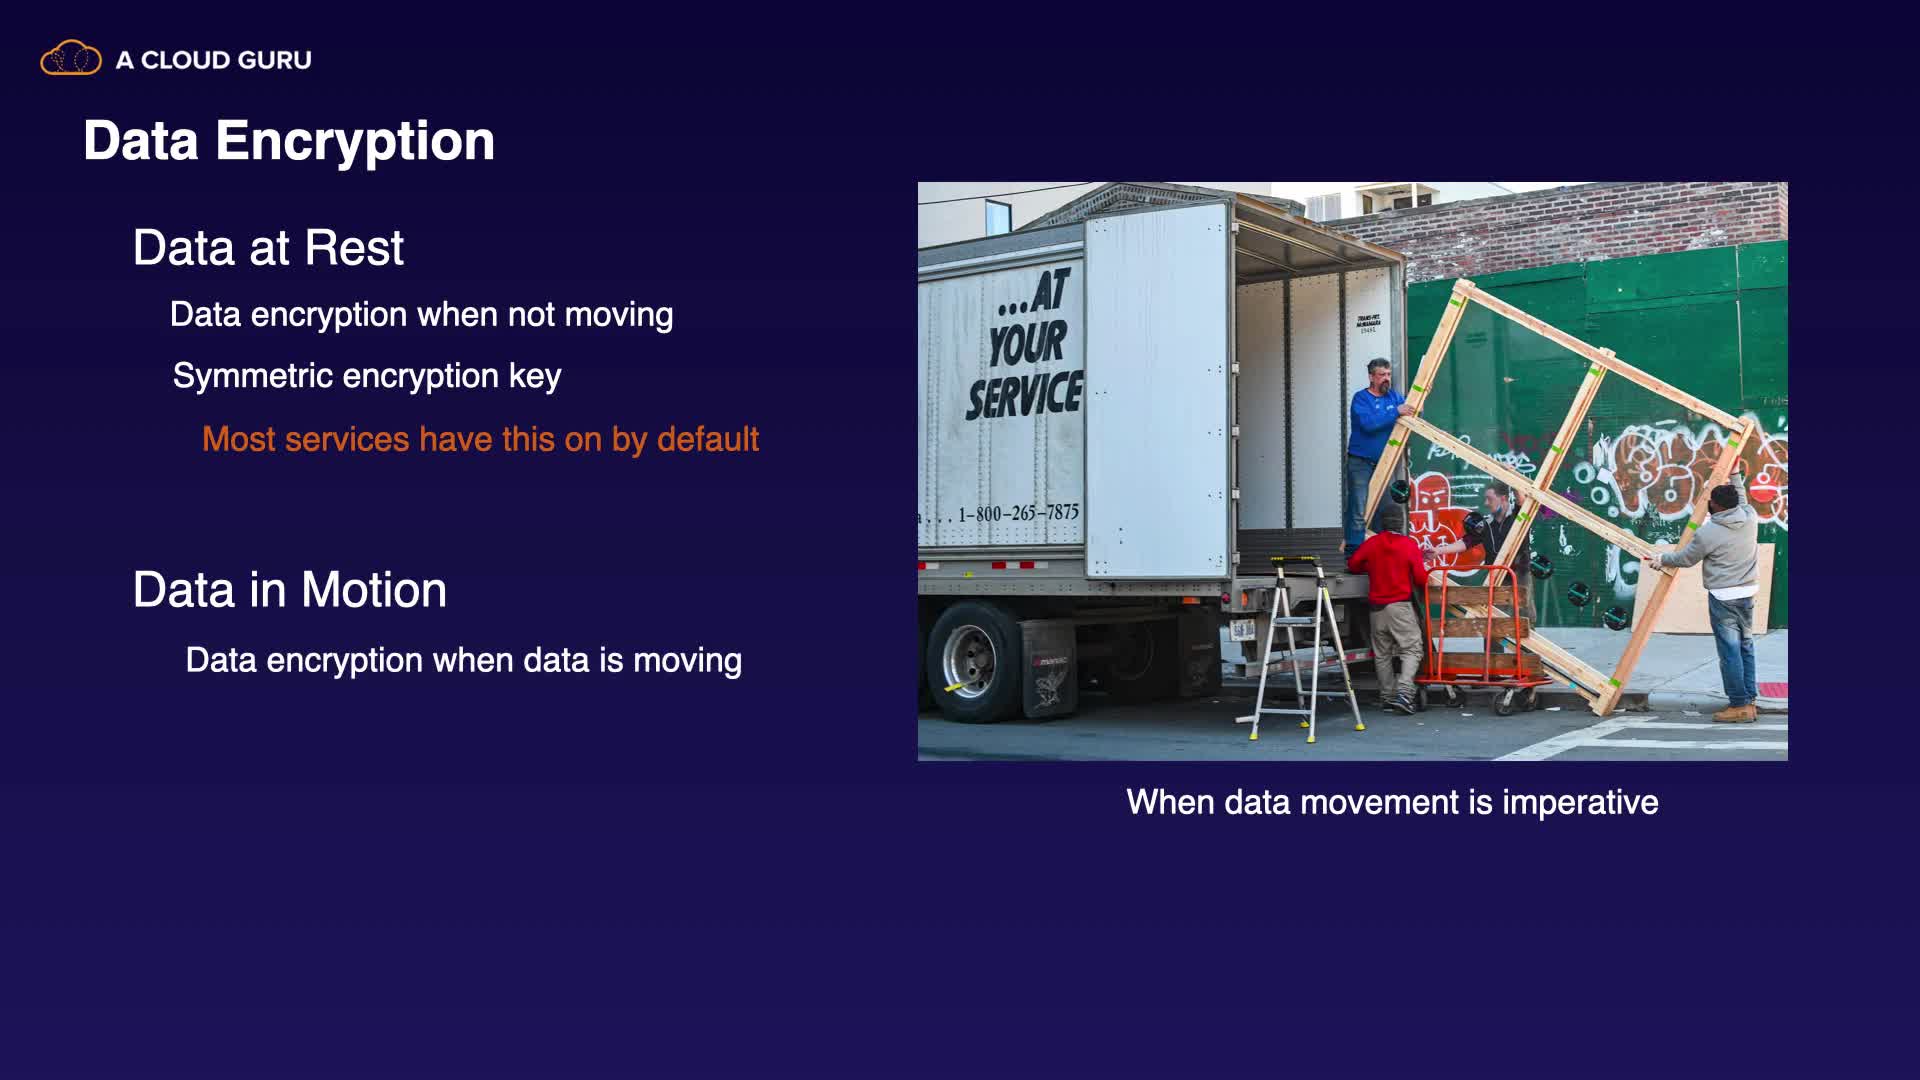 A CLOUD GURU
Data Encryption
Data at Rest
Data encryption when not moving
Symmetric encryption key
Most services have this on by default
Data in Motion
Data encryption when data is moving
...AT
YOUR
SERVICE
1-800-265-7875
When data movement is imperative